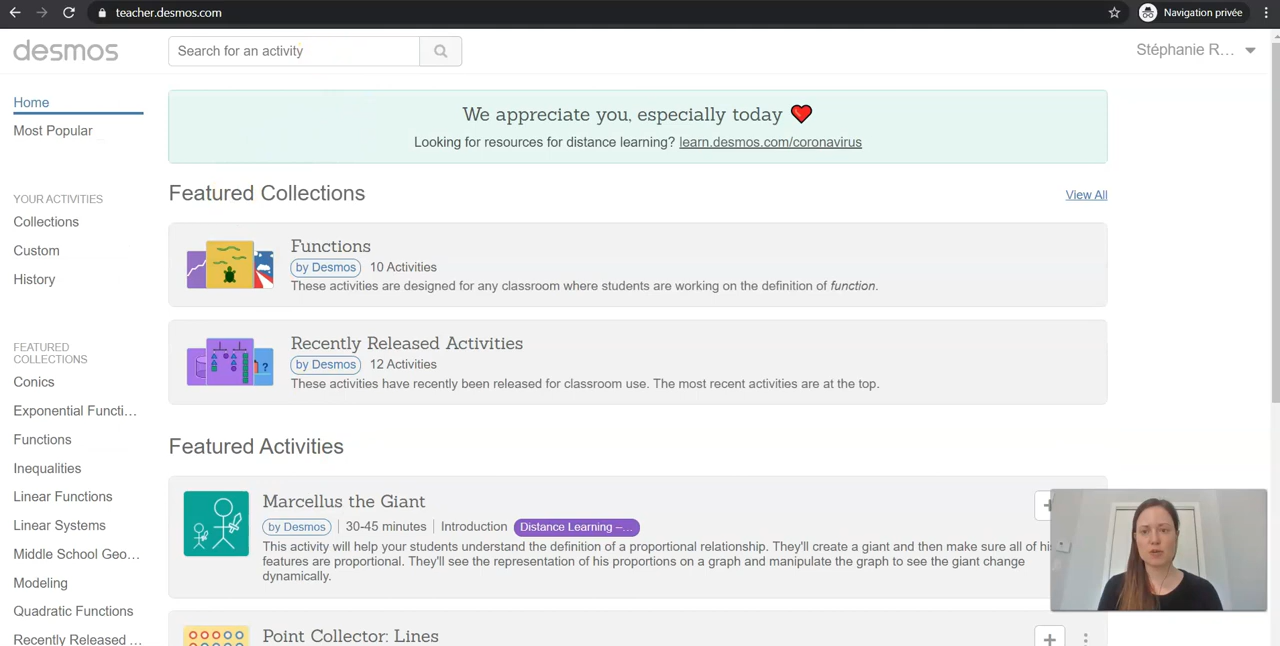 teacher.desmos.com
Navigation privée
desmos
Search for an activity
Stéphanie R...
Home
Most Popular
YOUR ACTIVITIES
Collections
Custom
History
FEATURED
COLLECTIONS
Conics
Exponential Functi...
Functions
Inequalities
Linear Functions
Linear Systems
Middle School Geo...
Modeling
Quadratic Functions
Recently Released ...
We appreciate you, especially today ❤
Looking for resources for distance learning? learn.desmos.com/coronavirus
Featured Collections
View All
Functions
by Desmos 10 Activities
These activities are designed for any classroom where students are working on the definition of function.
Recently Released Activities
by Desmos 12 Activities
These activities have recently been released for classroom use. The most recent activities are at the top.
Featured Activities
Marcellus the Giant
by Desmos | 30-45 minutes | Introduction Distance Learning –...
This activity will help your students understand the definition of a proportional relationship. They'll create a giant and then make sure all of his
features are proportional. They'll see the representation of his proportions on a graph and manipulate the graph to see the giant change
dynamically.
Point Collector: Lines